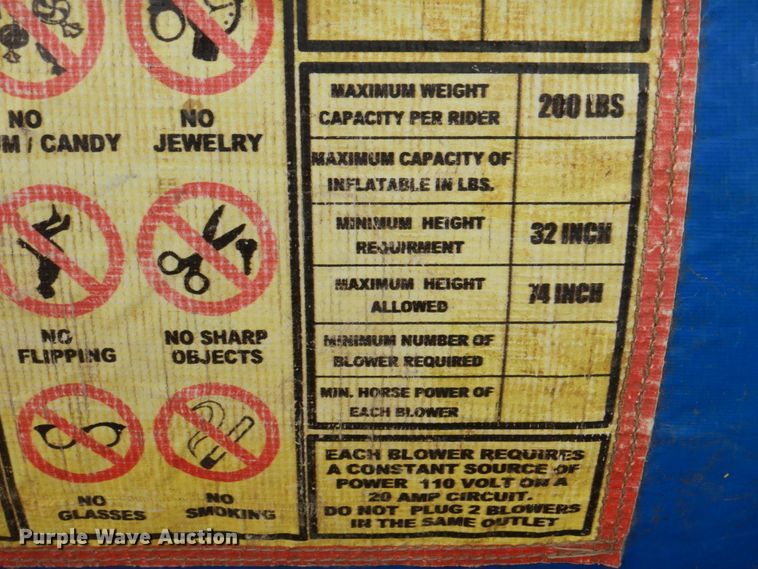 NO
M / CANDY
NO
JEWELRY
NO
FLIPPING
NO SHARP
OBJECTS
NO
GLASSES
NO
SMOKING
MAXIMUM WEIGHT
CAPACITY PER RIDER
200 LBS
MAXIMUM CAPACITY OF
INFLATABLE IN LBS.
MINIMUM HEIGHT
REQUIRMENT
32 INCH
MAXIMUM HEIGHT
ALLOWED
74 INCH
MINIMUM NUMBER OF
BLOWER REQUIRED
MIN. HORSE POWER OF
EACH BLOWER
EACH BLOWER REQUIRES
A CONSTANT SOURCE OF
POWER 110 VOLT ON A
20 AMP CIRCUIT.
DO NOT PLUG 2 BLOWERS
IN THE SAME OUTLET
Purple Wave Auction